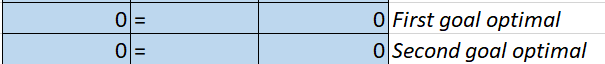 0 = 0 First goal optimal
0 = 0 Second goal optimal